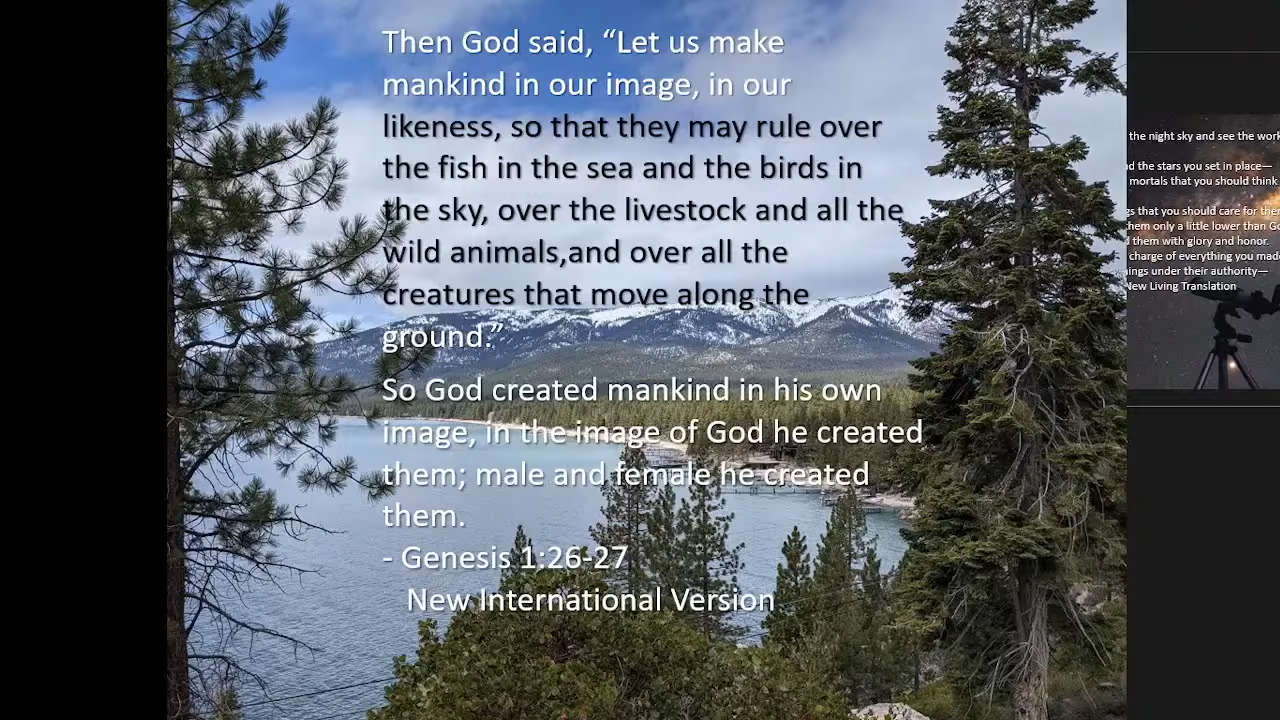 Then God said, “Let us make
mankind in our image, in our
likeness, so that they may rule over
the fish in the sea and the birds in
the sky, over the livestock and all the
wild animals,and over all the
creatures that move along the
ground.”
So God created mankind in his own
image, in the image of God he created
them; male and female he created
them.
- Genesis 1:26-27
New International Version
the night sky and see the work
nd the stars you set in place—
mortals that you should think
gs that you should care for the
them only a little lower than Go
d them with glory and honor.
charge of everything you made
ings under their authority—
New Living Translation